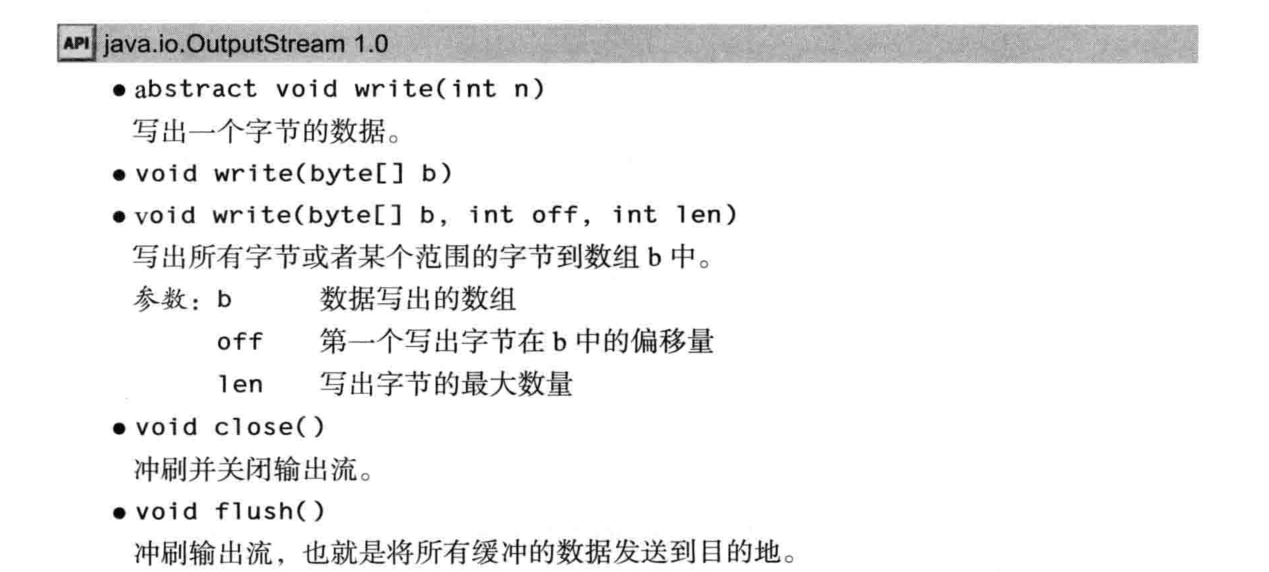 API java.io.OutputStream 1.0
● abstract void write(int n)
写出一个字节的数据。
● void write(byte[] b)
● void write(byte[] b, int off, int len)
写出所有字节或者某个范围的字节到数组 b 中。
参数：b 数据写出的数组
off 第一个写出字节在 b 中的偏移量
len 写出字节的最大数量
● void close()
冲刷并关闭输出流。
● void flush()
冲刷输出流，也就是将所有缓冲的数据发送到目的地。